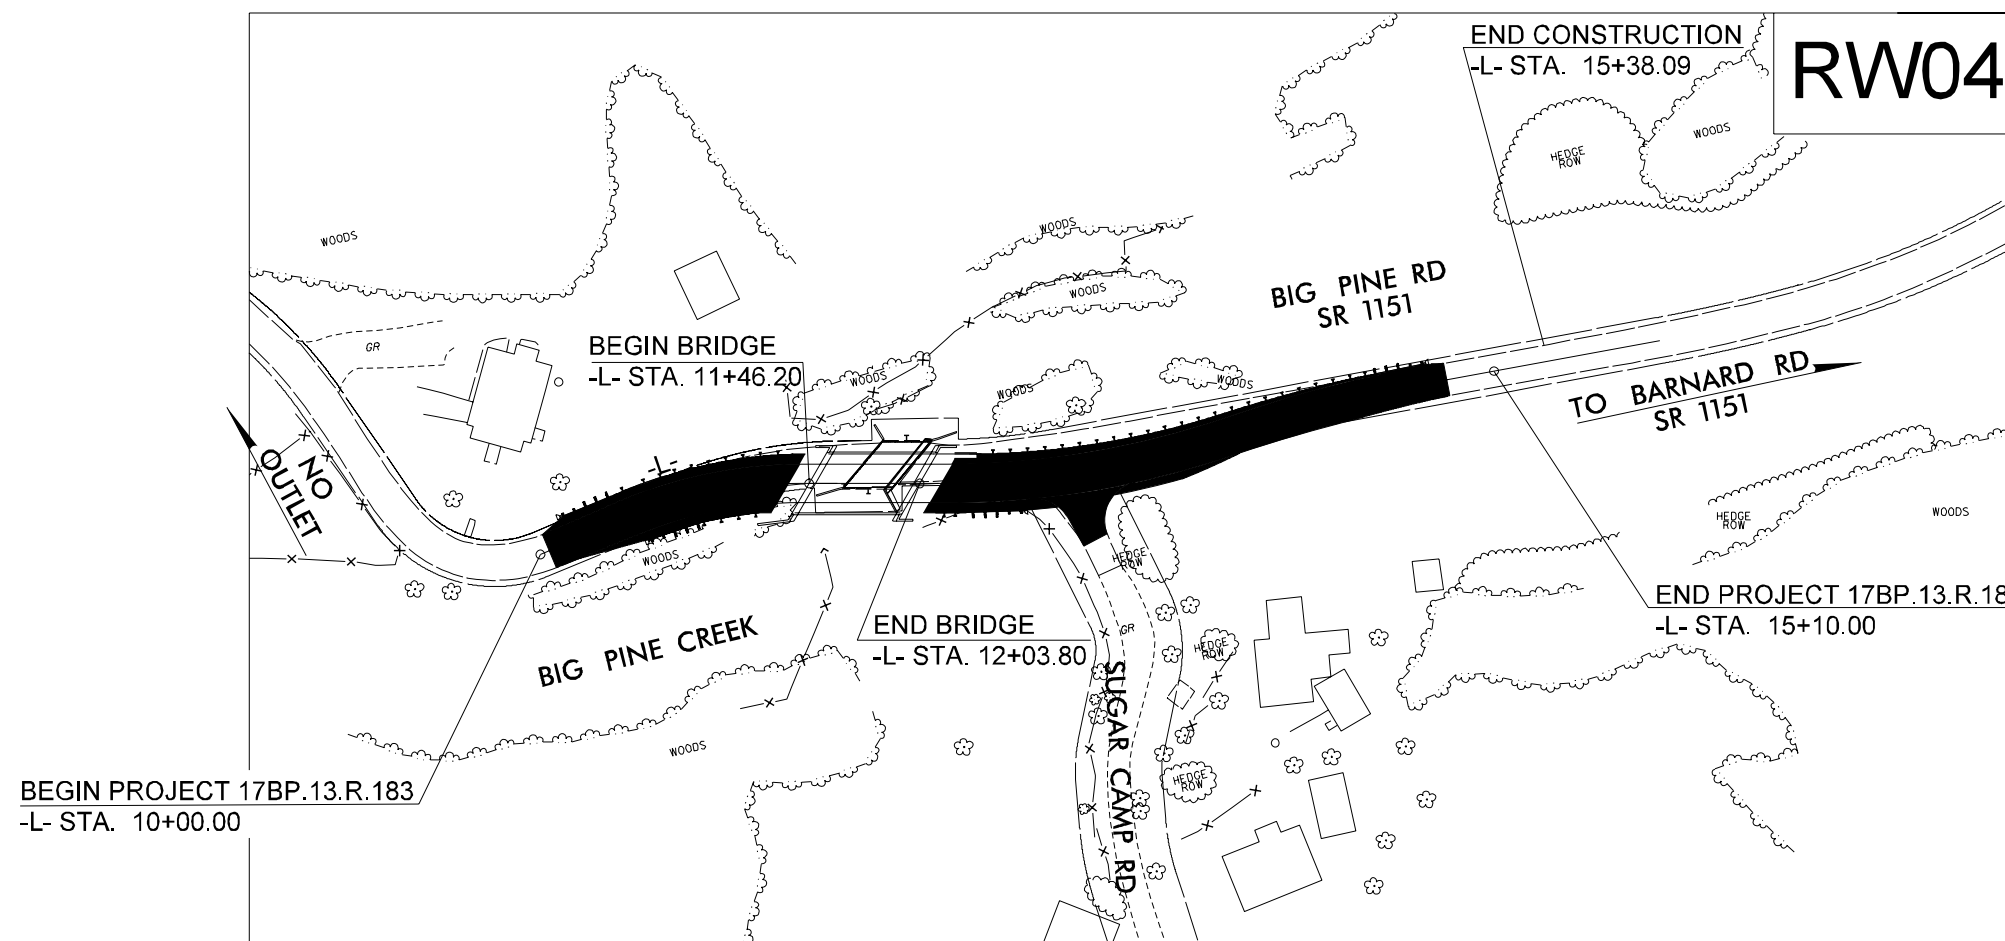 END CONSTRUCTION
-L- STA. 15+38.09
RW04
WOODS
HEDGE
ROW
WOODS
WOODS
WOODS
BIG PINE RD
SR 1151
GR
BEGIN BRIDGE
-L- STA. 11+46.20
WOODS
WOODS
WOODS
TO BARNARD RD
SR 1151
NO
OUTLET
-L-
WOODS
HEDGE
ROW
HEDGE
ROW
WOODS
BIG PINE CREEK
END BRIDGE
-L- STA. 12+03.80
GR
HEDGE
ROW
END PROJECT 17BP.13.R.18
-L- STA. 15+10.00
SUGAR CAMP RD
WOODS
HEDGE
ROW
BEGIN PROJECT 17BP.13.R.183
-L- STA. 10+00.00